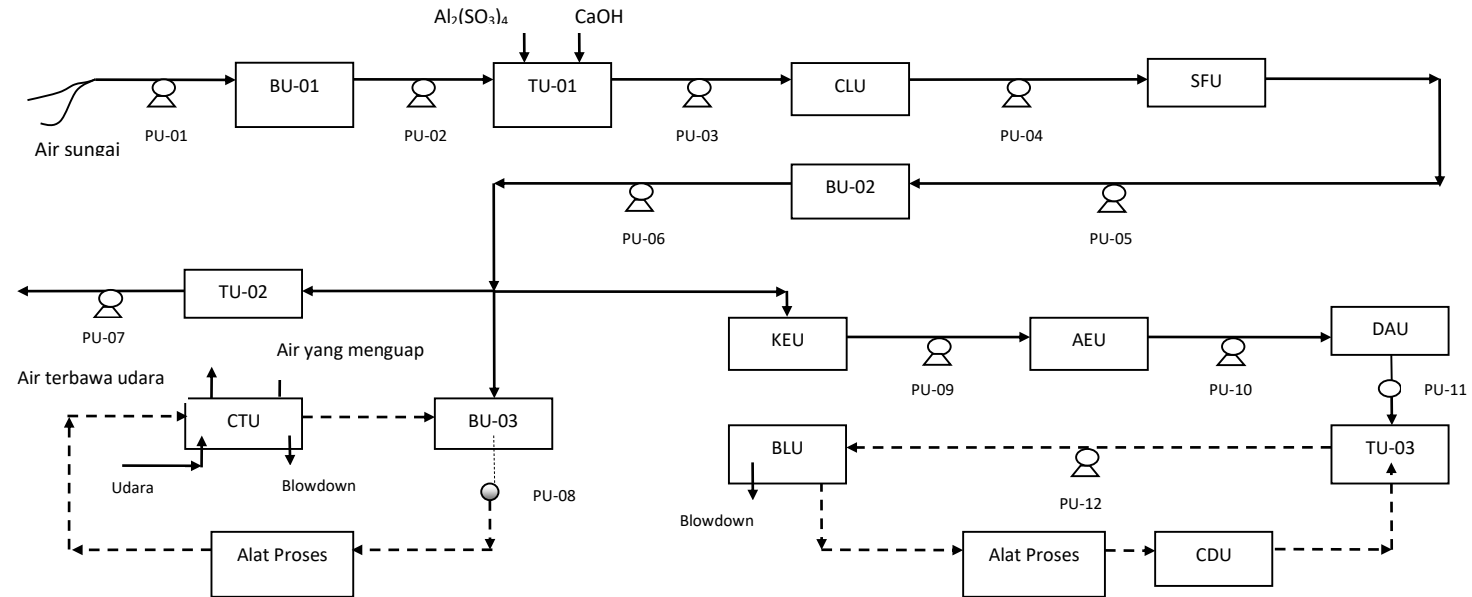 Al₂(SO₃)₄
CaOH
BU-01
TU-01
CLU
SFU
PU-01
PU-02
PU-03
PU-04
Air sungai
BU-02
PU-06
PU-05
TU-02
PU-07
KEU
AEU
DAU
PU-09
PU-10
PU-11
Air yang menguap
Air terbawa udara
CTU
BU-03
BLU
TU-03
Udara
Blowdown
PU-08
PU-12
Blowdown
Alat Proses
Alat Proses
CDU